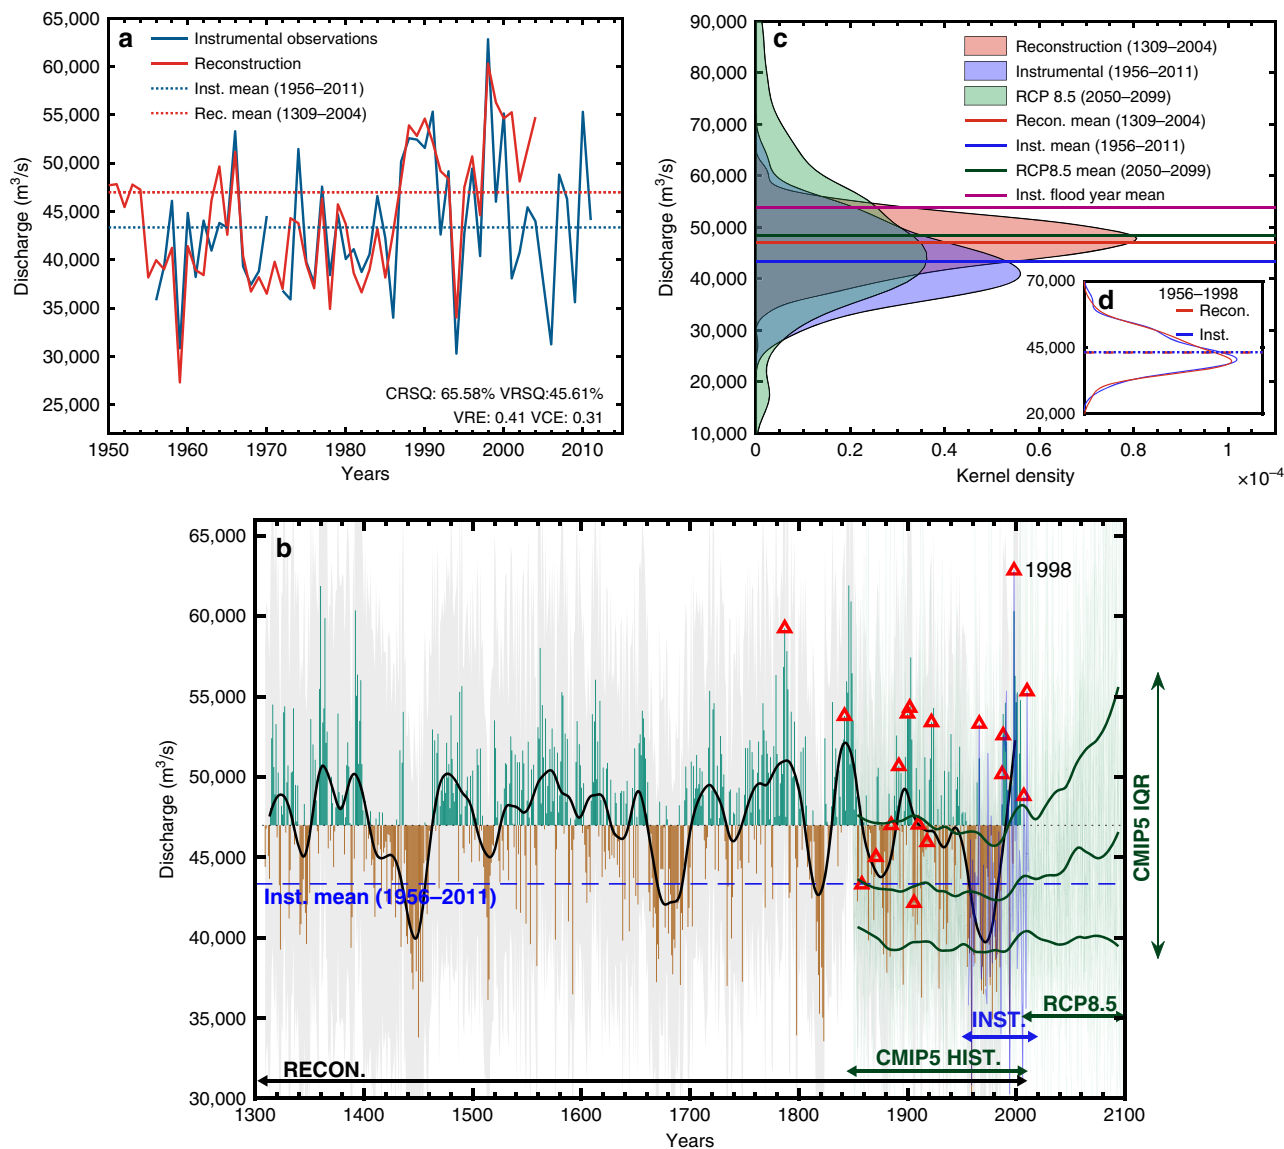 a
Instrumental observations
Reconstruction
Inst. mean (1956–2011)
Rec. mean (1309–2004)
65,000
60,000
55,000
50,000
45,000
40,000
35,000
30,000
25,000
Discharge (m³/s)
CRSQ: 65.58% VRSQ:45.61%
VRE: 0.41 VCE: 0.31
1950 1960 1970 1980 1990 2000 2010
Years
c
Reconstruction (1309–2004)
Instrumental (1956–2011)
RCP 8.5 (2050–2099)
Recon. mean (1309–2004)
Inst. mean (1956–2011)
RCP8.5 mean (2050–2099)
Inst. flood year mean
90,000
80,000
70,000
60,000
50,000
40,000
30,000
20,000
10,000
Discharge (m³/s)
0 0.2 0.4 0.6 0.8 1
Kernel density
×10⁻⁴
d
1956–1998
Recon.
Inst.
70,000
45,000
20,000
b
65,000
60,000
55,000
50,000
45,000
40,000
35,000
30,000
Discharge (m³/s)
1998
Inst. mean (1956–2011)
CMIP5 IQR
RCP8.5
INST.
CMIP5 HIST.
RECON.
1300 1400 1500 1600 1700 1800 1900 2000 2100
Years